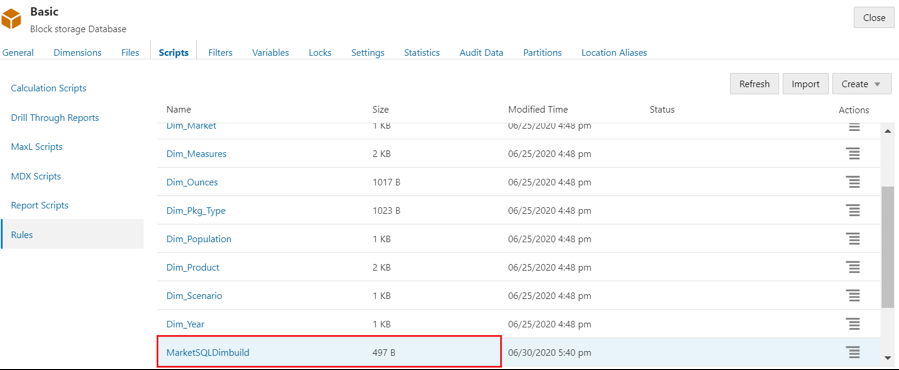 Basic
Block storage Database
Close
General Dimensions Files Scripts Filters Variables Locks Settings Statistics Audit Data Partitions Location Aliases
Refresh Import Create
Calculation Scripts
Drill Through Reports
MaxL Scripts
MDX Scripts
Report Scripts
Rules
Name Size Modified Time Status Actions
Dim_Market 1 KB 06/25/2020 4:48 pm
Dim_Measures 2 KB 06/25/2020 4:48 pm
Dim_Ounces 1017 B 06/25/2020 4:48 pm
Dim_Pkg_Type 1023 B 06/25/2020 4:48 pm
Dim_Population 1 KB 06/25/2020 4:48 pm
Dim_Product 2 KB 06/25/2020 4:48 pm
Dim_Scenario 1 KB 06/25/2020 4:48 pm
Dim_Year 1 KB 06/25/2020 4:48 pm
MarketSQLDimbuild 497 B 06/30/2020 5:40 pm